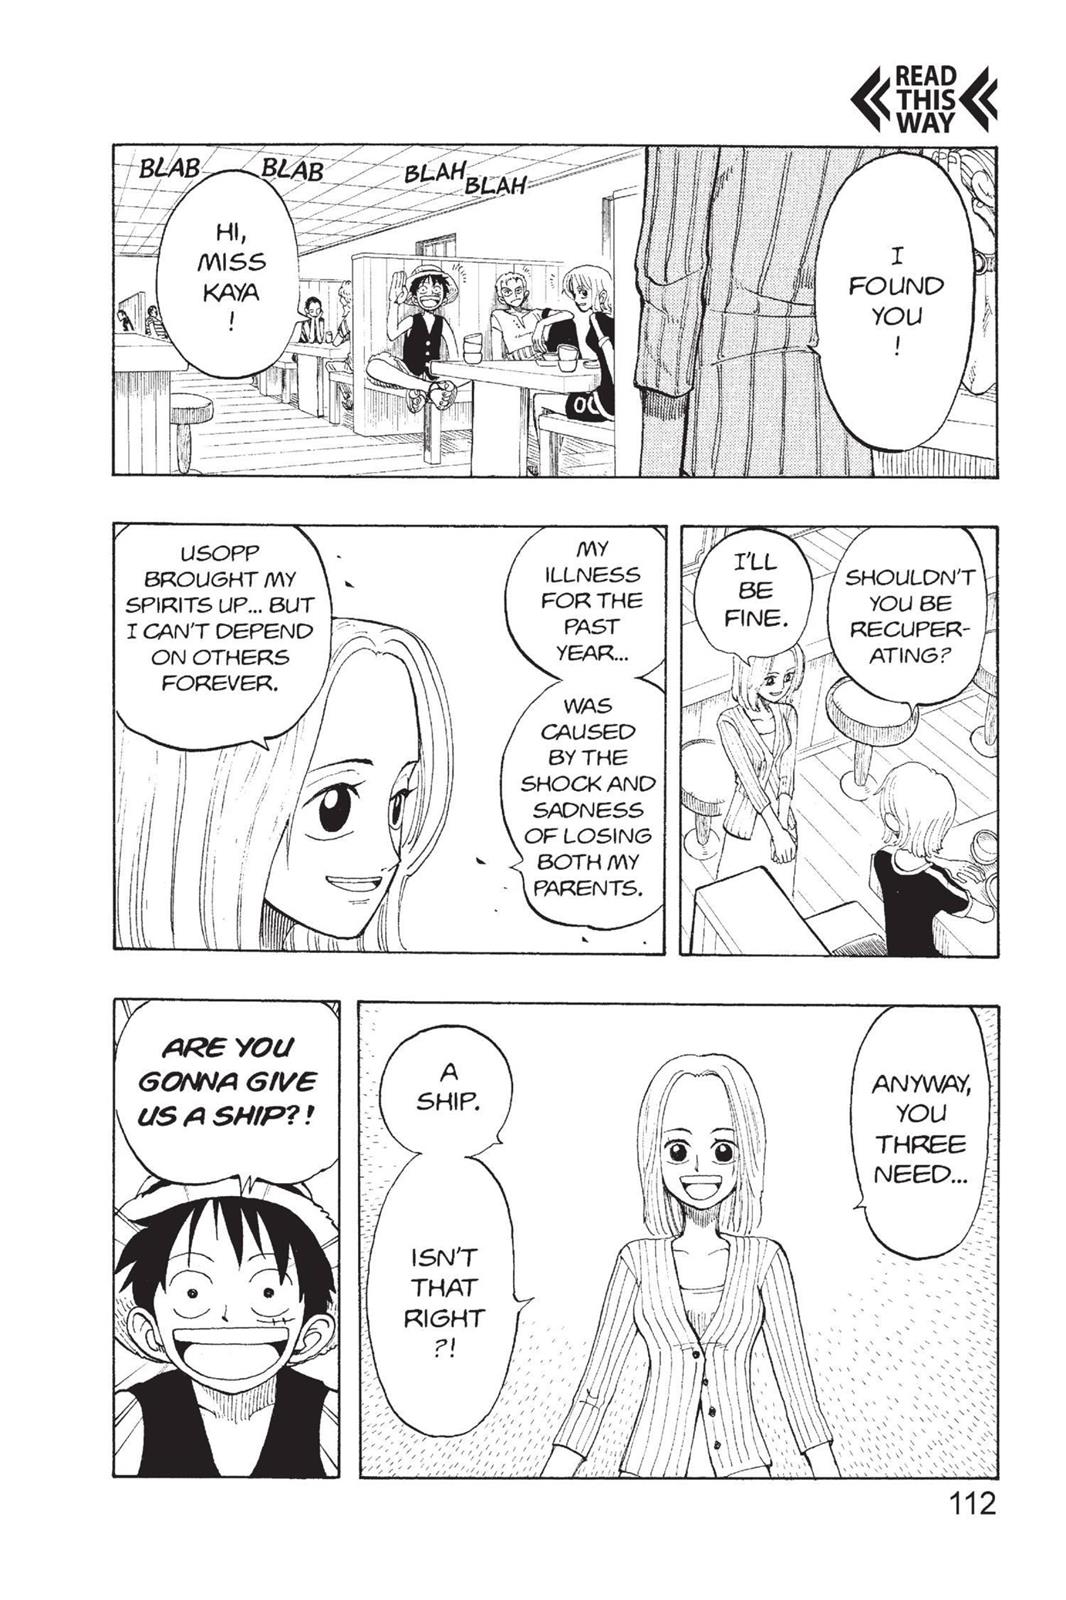 READ
THIS
WAY
I
FOUND
YOU
!
BLAH
BLAH
BLAB
BLAB
HI,
MISS
KAYA
!
SHOULDN'T
YOU BE
RECUPER-
ATING?
I'LL
BE
FINE.
MY
ILLNESS
FOR THE
PAST
YEAR...
WAS
CAUSED
BY THE
SHOCK AND
SADNESS
OF LOSING
BOTH MY
PARENTS.
USOPP
BROUGHT MY
SPIRITS UP... BUT
I CAN'T DEPEND
ON OTHERS
FOREVER.
ANYWAY,
YOU
THREE
NEED...
A
SHIP.
ISN'T
THAT
RIGHT
?!
ARE YOU
GONNA GIVE
US A SHIP?!
112